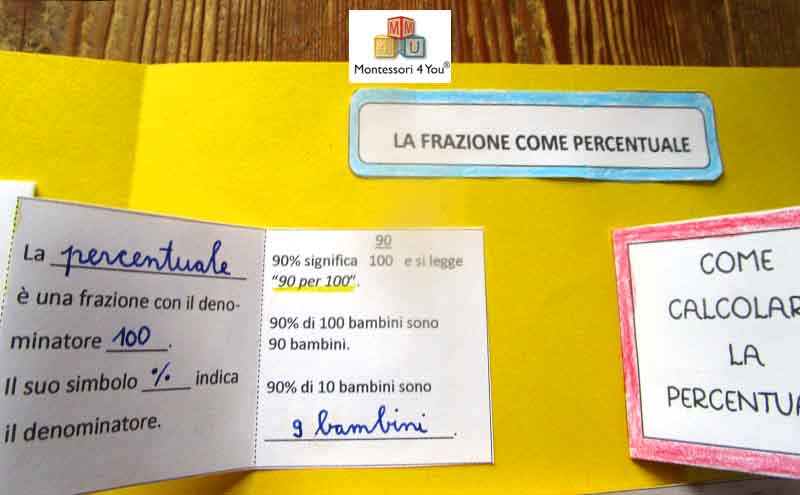 MM
4U
Montessori 4 You®
LA FRAZIONE COME PERCENTUALE
La percentuale
è una frazione con il deno-
minatore 100.
Il suo simbolo % indica
il denominatore.
90
90% significa 100 e si legge
"90 per 100".
90% di 100 bambini sono
90 bambini.
90% di 10 bambini sono
9 bambini.
COME
CALCOLAR
LA
PERCENTUA